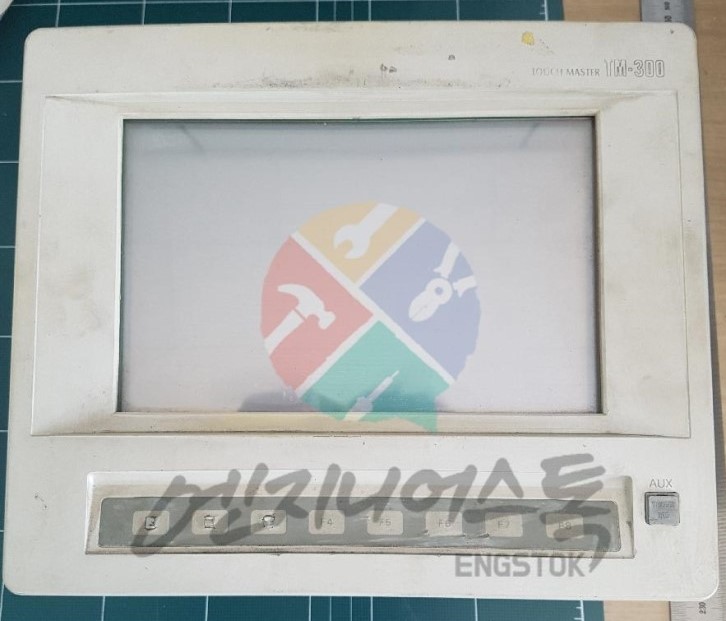 TOUCH MASTER TM-300
AUX
엔지니어스톡
F4 F5 F6 F7
ENGSTOK